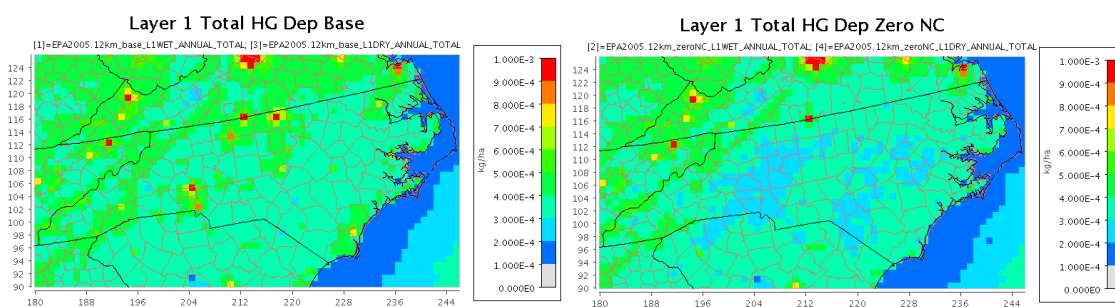 Layer 1 Total HG Dep Base
[1]=EPA2005.12km_base_L1WET_ANNUAL_TOTAL; [3]=EPA2005.12km_base_L1DRY_ANNUAL_TOTAL
124
122
120
118
116
114
112
110
108
106
104
102
100
98
96
94
92
90
180
188
196
204
212
220
228
236
244
1.000E-3
9.000E-4
8.000E-4
7.000E-4
6.000E-4
5.000E-4
4.000E-4
3.000E-4
2.000E-4
1.000E-4
0.000E0
kg/ha
Layer 1 Total HG Dep Zero NC
[2]=EPA2005.12km_zeroNC_L1WET_ANNUAL_TOTAL; [4]=EPA2005.12km_zeroNC_L1DRY_ANNUAL_TOTAL
124
122
120
118
116
114
112
110
108
106
104
102
100
98
96
94
92
90
180
188
196
204
212
220
228
236
244
1.000E-3
9.000E-4
8.000E-4
7.000E-4
6.000E-4
5.000E-4
4.000E-4
3.000E-4
2.000E-4
1.000E-4
0.000E0
kg/ha